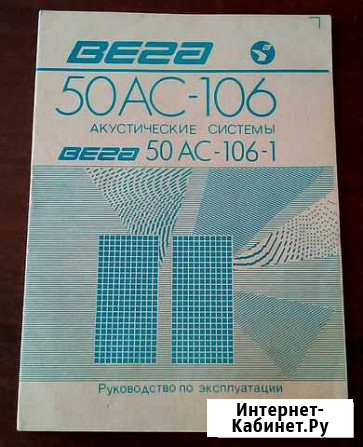 ВЕГА
50АС-106
АКУСТИЧЕСКИЕ СИСТЕМЫ
ВЕГА 50 АС-106-1
Руководство по эксплуатации
Интернет-
Кабинет.Ру